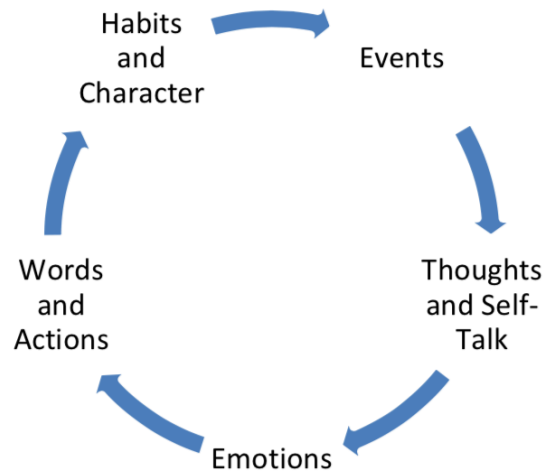 Habits
and
Character
Events
Thoughts
and Self-
Talk
Emotions
Words
and
Actions